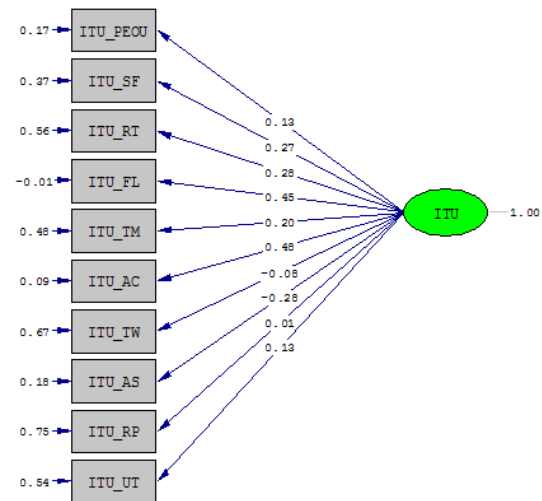 0.17 ITU_PEOU
0.37 ITU_SF
0.56 ITU_RT
-0.01 ITU_FL
0.48 ITU_TM
0.09 ITU_AC
0.67 ITU_TW
0.18 ITU_AS
0.75 ITU_RP
0.54 ITU_UT
0.13
0.27
0.28
0.45
0.20
0.48
-0.08
-0.28
0.01
0.13
ITU 1.00